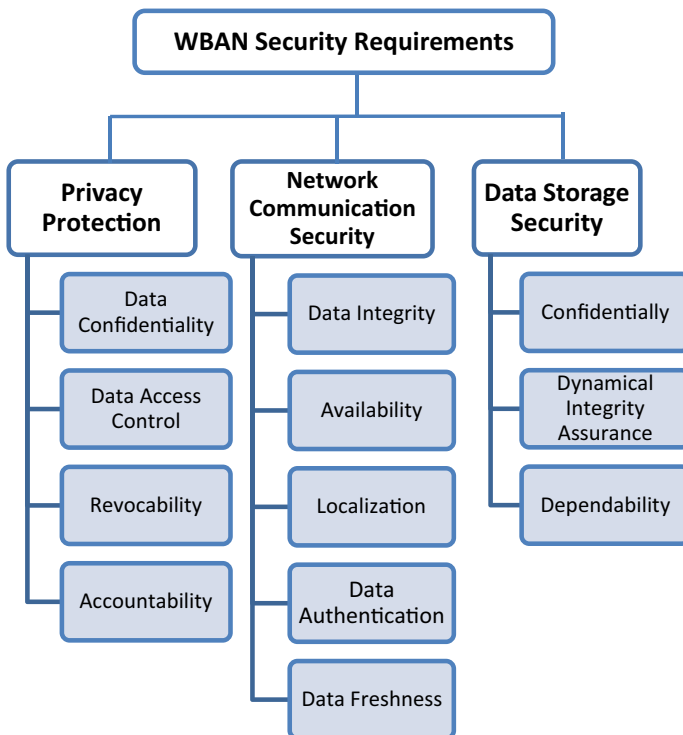 WBAN Security Requirements
Privacy
Protection
Data
Confidentiality
Data Access
Control
Revocability
Accountability
Network
Communication
Security
Data Integrity
Availability
Localization
Data
Authentication
Data Freshness
Data Storage
Security
Confidentially
Dynamical
Integrity
Assurance
Dependability